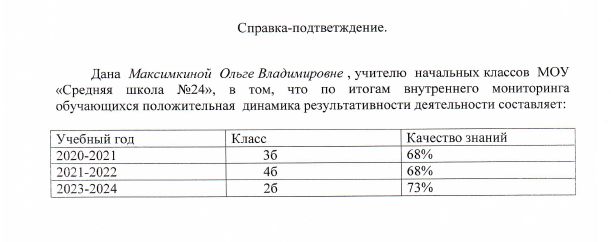 Справка-подтветждение.
Дана Максимкиной Ольге Владимировне , учителю начальных классов МОУ
«Средняя школа №24», в том, что по итогам внутреннего мониторинга
обучающихся положительная динамика результативности деятельности составляет:
Учебный год Класс Качество знаний
2020-2021 3б 68%
2021-2022 4б 68%
2023-2024 2б 73%